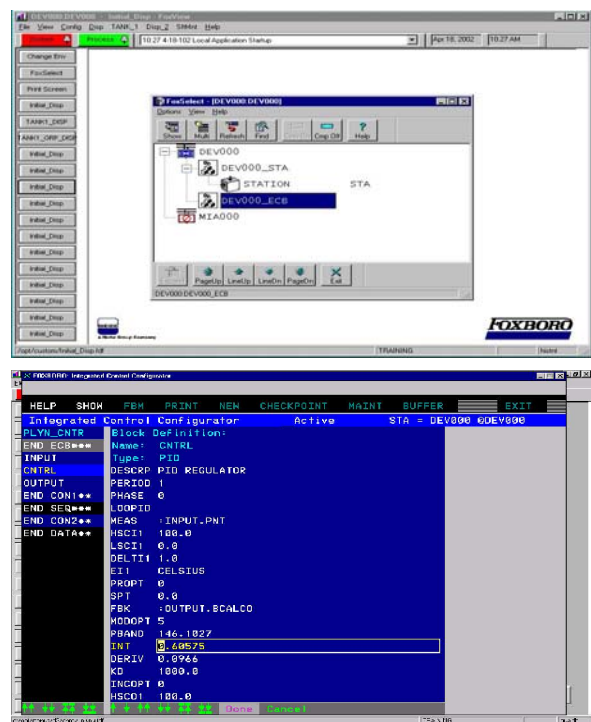 DEV000:DEV000 - Initial_Disp - FoxView
File View Config Disp TANK_1 Disp_2 SftMnt Help
Process
10:27 4-18-102 Local Application Startup
Apr 18, 2002
10:27 AM
Change Env
FoxSelect
Print Screen
Initial_Disp
TANK1_DISP
TANK1_GRP_DISP
Initial_Disp
Initial_Disp
Initial_Disp
Initial_Disp
Initial_Disp
Initial_Disp
Initial_Disp
Initial_Disp
Initial_Disp
Initial_Disp
Initial_Disp
Initial_Disp
FoxSelect - [DEV000:DEV000]
Options View Help
Show Multi Refresh Find Cmp Off Help
DEV000
DEV000_STA
STATION STA
DEV000_ECB
MIA000
PageUp LineUp LineDn PageDn Exit
DEV000:DEV000_ECB
FOXBORO
/opt/custom/Initial_Disp.fdf
TRAINING
FOXBORO: Integrated Control Configurator
HELP SHOW FBM PRINT NEW CHECKPOINT MAINT BUFFER EXIT
Integrated Control Configurator Active STA = DEV000 @DEV000
PLYN_CNTR
END ECB***
INPUT
CNTRL
OUTPUT
END CON1**
END SEQ***
END CON2**
END DATA**
Block Definition:
Name: CNTRL
Type: PID
DESCRP PID REGULATOR
PERIOD 1
PHASE 0
LOOPID
MEAS :INPUT.PNT
HSCI1 100.0
LSCI1 0.0
DELTI1 1.0
EI1 CELSIUS
PROPT 0
SPT 0.0
FBK :OUTPUT.BCALCO
MODOPT 5
PBAND 146.1027
INT 0.60575
DERIV 0.0966
KD 1000.0
INCOPT 0
HSCO1 100.0
Done Cancel